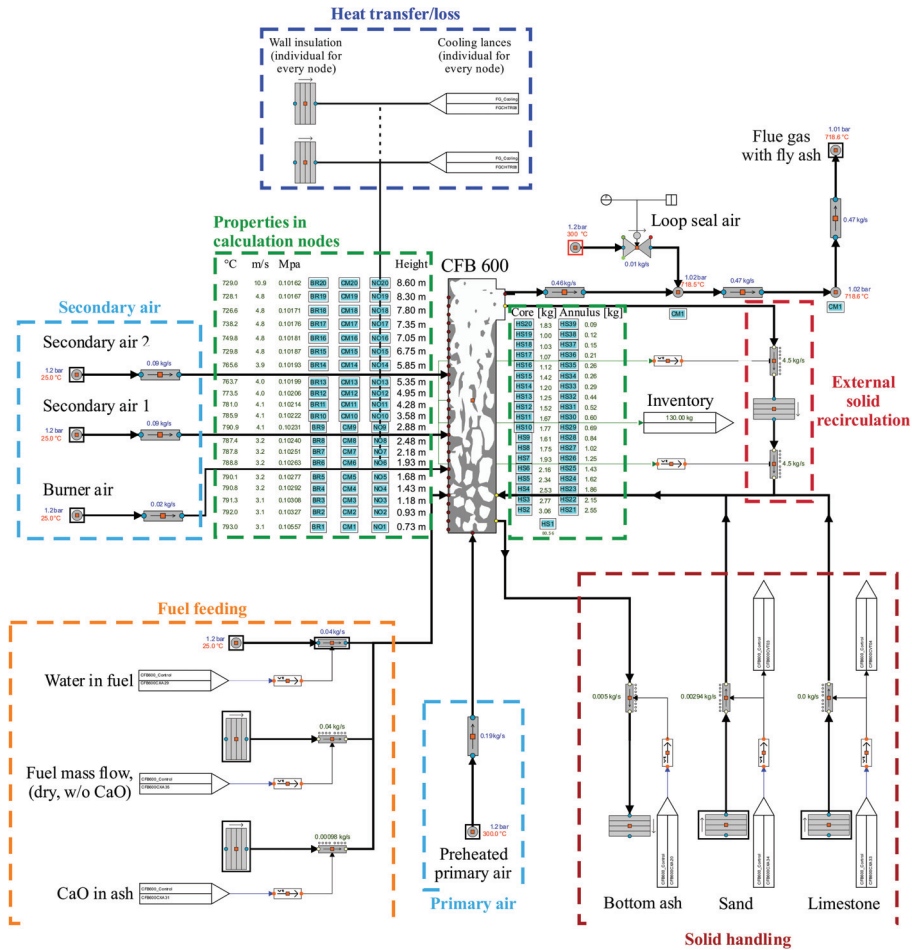 Heat transfer/loss
Wall insulation
(individual for
every node)
Cooling lances
(individual for
every node)
FG_Cooling
FG_Cooling
1.01 bar
718.6 °C
Flue gas
with fly ash
0.47 kg/s
Loop seal air
1.2 bar
300 °C
0.01 kg/s
0.46 kg/s
1.02 bar
718.5°C
0.47 kg/s
1.02 bar
718.6 °C
CM1
CM1
Properties in
calculation nodes
°C m/s Mpa Height
729.0 10.9 0.10162 BR20 CM20 NO20 8.60 m
728.1 4.8 0.10167 BR19 CM19 NO19 8.30 m
726.6 4.8 0.10171 BR18 CM18 NO18 7.80 m
738.2 4.8 0.10176 BR17 CM17 NO17 7.35 m
749.8 4.8 0.10181 BR16 CM16 NO16 7.05 m
729.8 4.8 0.10187 BR15 CM15 NO15 6.75 m
765.6 3.9 0.10193 BR14 CM14 NO14 5.85 m
763.7 4.0 0.10199 BR13 CM13 NO13 5.35 m
773.5 4.0 0.10206 BR12 CM12 NO12 4.95 m
781.0 4.1 0.10214 BR11 CM11 NO11 4.28 m
785.9 4.1 0.10222 BR10 CM10 NO10 3.58 m
790.9 4.1 0.10231 BR9 CM9 NO9 2.88 m
787.4 3.2 0.10240 BR8 CM8 NO8 2.48 m
787.8 3.2 0.10251 BR7 CM7 NO7 2.18 m
788.8 3.2 0.10263 BR6 CM6 NO6 1.93 m
790.1 3.2 0.10277 BR5 CM5 NO5 1.68 m
790.8 3.2 0.10292 BR4 CM4 NO4 1.43 m
791.3 3.1 0.10308 BR3 CM3 NO3 1.18 m
792.0 3.1 0.10327 BR2 CM2 NO2 0.93 m
793.0 3.1 0.10557 BR1 CM1 NO1 0.73 m
CFB 600
Core [kg] Annulus [kg]
HS20 1.83 HS39 0.09
HS19 1.00 HS38 0.12
HS18 1.03 HS37 0.15
HS17 1.07 HS36 0.21
HS16 1.12 HS35 0.26
HS15 1.42 HS34 0.26
HS14 1.20 HS33 0.29
HS13 1.25 HS32 0.44
HS12 1.52 HS31 0.52
HS11 1.67 HS30 0.60
HS10 1.77 HS29 0.69
HS9 1.61 HS28 0.84
HS8 1.75 HS27 1.02
HS7 1.93 HS26 1.25
HS6 2.16 HS25 1.43
HS5 2.34 HS24 1.62
HS4 2.53 HS23 1.86
HS3 2.77 HS22 2.15
HS2 3.06 HS21 2.55
HS1
Inventory
130.00 kg
4.5 kg/s
4.5 kg/s
External
solid
recirculation
Secondary air
Secondary air 2
0.09 kg/s
1.2 bar
25.0°C
Secondary air 1
0.09 kg/s
1.2 bar
25.0°C
Burner air
0.02 kg/s
1.2bar
25.0°C
Fuel feeding
0.04 kg/s
1.2 bar
25.0°C
CFB600_Control
Water in fuel
0.04 kg/s
CFB600_Control
Fuel mass flow,
(dry, w/o CaO)
0.00098 kg/s
CFB600_Control
CaO in ash
0.19 kg/s
1.2 bar
300.0°C
Preheated
primary air
Primary air
0.005 kg/s
0.00294 kg/s
0.0 kg/s
CFB600_Control
CFB600_Control
CFB600_Control
Bottom ash
Sand
Limestone
Solid handling